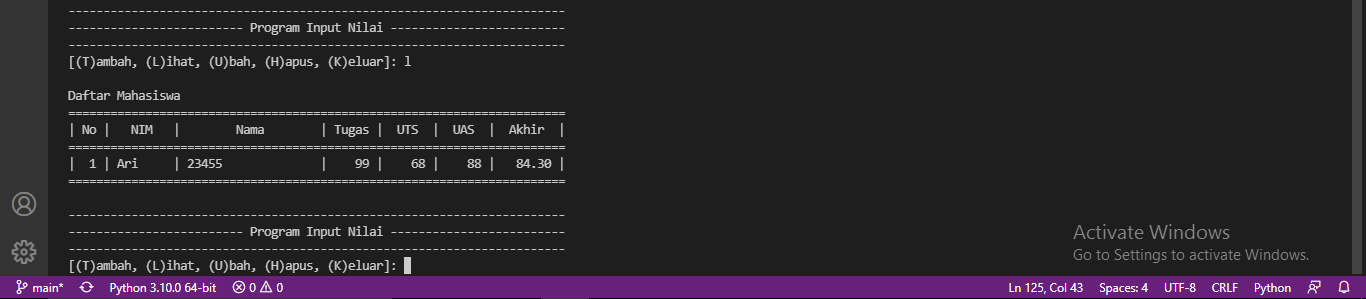 -----------------------------------------------------------------------
------------------------- Program Input Nilai -------------------------
-----------------------------------------------------------------------
[(T)ambah, (L)ihat, (U)bah, (H)apus, (K)eluar]: l
Daftar Mahasiswa
=======================================================================
| No |   NIM   |        Nama        | Tugas |  UTS  |  UAS  |  Akhir  |
=======================================================================
|  1 | Ari     | 23455              |    99 |    68 |    88 |   84.30 |
=======================================================================
-----------------------------------------------------------------------
------------------------- Program Input Nilai -------------------------
-----------------------------------------------------------------------
[(T)ambah, (L)ihat, (U)bah, (H)apus, (K)eluar]:
Activate Windows
Go to Settings to activate Windows.
main* Python 3.10.0 64-bit 0 0 Ln 125, Col 43 Spaces: 4 UTF-8 CRLF Python